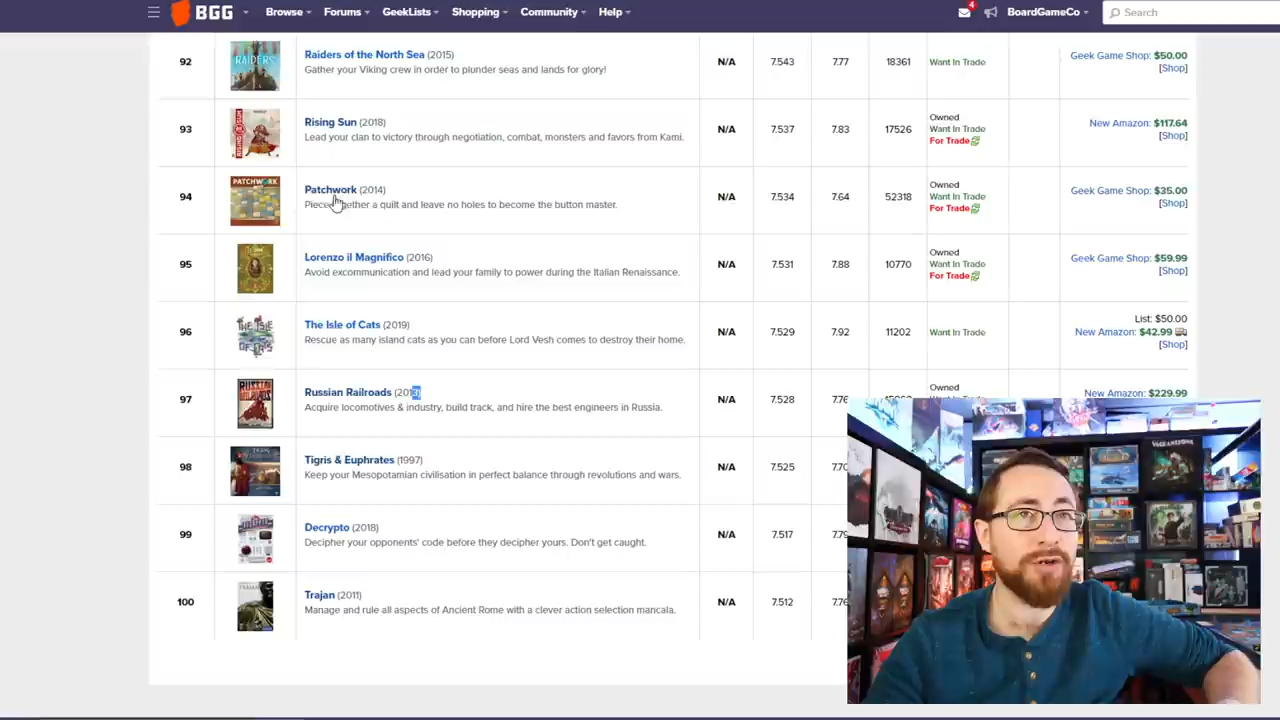 BGG Browse Forums GeekLists Shopping Community Help 4 BoardGameCo Search
92 RAIDERS Raiders of the North Sea (2015) N/A 7.543 7.77 18361 Want In Trade Geek Game Shop: $50.00
Gather your Viking crew in order to plunder seas and lands for glory! [Shop]
93 Rising Sun (2018) N/A 7.537 7.83 17526 Owned New Amazon: $117.64
Lead your clan to victory through negotiation, combat, monsters and favors from Kami. Want In Trade [Shop]
For Trade
94 PATCHWORK Patchwork (2014) N/A 7.534 7.64 52318 Owned Geek Game Shop: $35.00
Piece together a quilt and leave no holes to become the button master. Want In Trade [Shop]
For Trade
95 Lorenzo il Magnifico (2016) N/A 7.531 7.88 10770 Owned Geek Game Shop: $59.99
Avoid excommunication and lead your family to power during the Italian Renaissance. Want In Trade [Shop]
For Trade
List: $50.00
96 THE ISLE OF CATS The Isle of Cats (2019) N/A 7.529 7.92 11202 Want In Trade New Amazon: $42.99
Rescue as many island cats as you can before Lord Vesh comes to destroy their home. [Shop]
97 RUSSIAN RAILROADS Russian Railroads (2013) N/A 7.528 Owned New Amazon: $229.99
Acquire locomotives & industry, build track, and hire the best engineers in Russia.
98 Tigris & Euphrates (1997) N/A 7.525
Keep your Mesopotamian civilisation in perfect balance through revolutions and wars.
99 Decrypto (2018) N/A 7.517
Decipher your opponents' code before they decipher yours. Don't get caught.
100 TRAJAN Trajan (2011) N/A 7.512
Manage and rule all aspects of Ancient Rome with a clever action selection mancala.